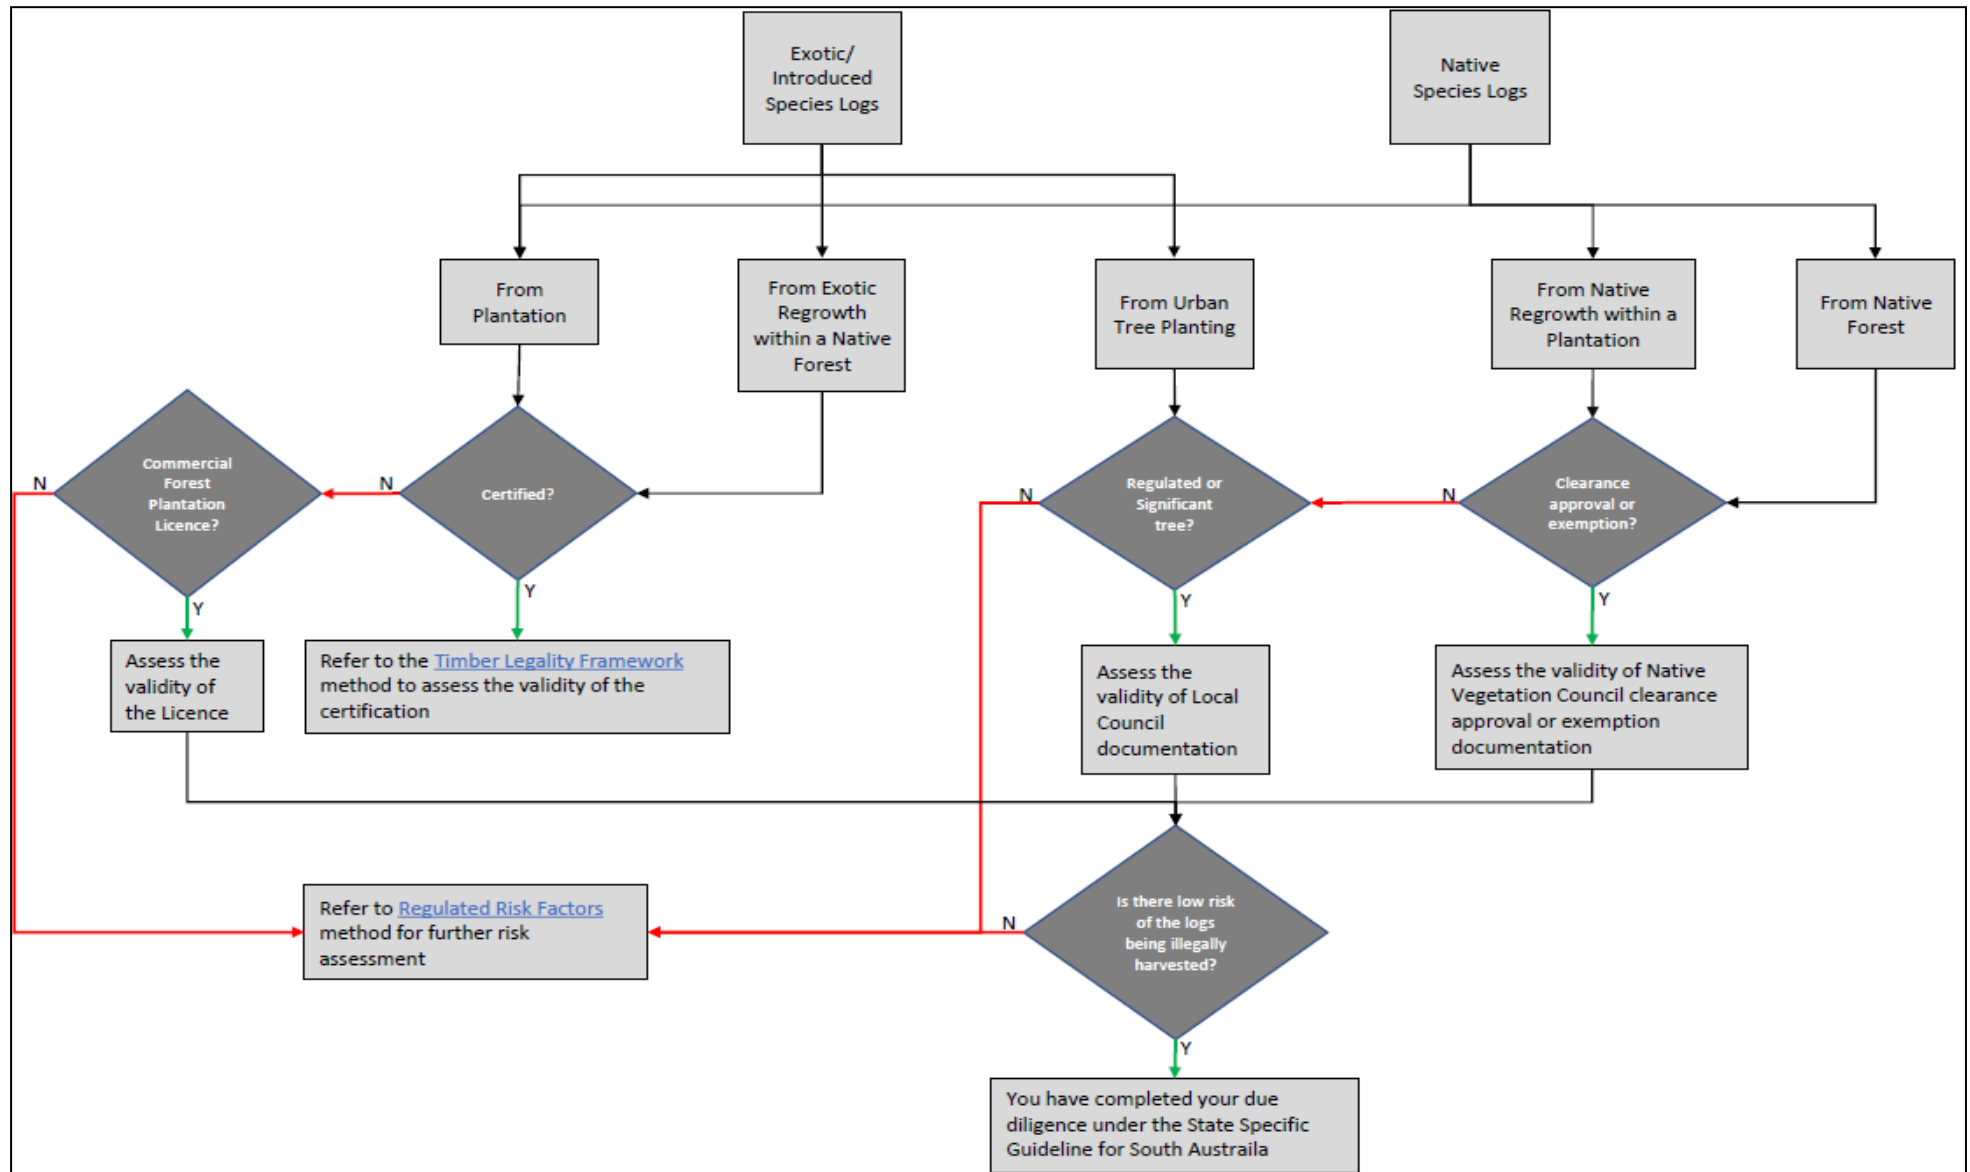 Exotic/
Introduced
Species Logs
Native
Species Logs
From
Plantation
From Exotic
Regrowth
within a Native
Forest
From Urban
Tree Planting
From Native
Regrowth within a
Plantation
From Native
Forest
Commercial
Forest
Plantation
Licence?
N
Y
Certified?
N
Y
Regulated or
Significant
tree?
N
Y
Clearance
approval or
exemption?
N
Y
Assess the
validity of
the Licence
Refer to the Timber Legality Framework
method to assess the validity of the
certification
Assess the
validity of Local
Council
documentation
Assess the validity of Native
Vegetation Council clearance
approval or exemption
documentation
Refer to Regulated Risk Factors
method for further risk
assessment
Is there low risk
of the logs
being illegally
harvested?
N
Y
You have completed your due
diligence under the State Specific
Guideline for South Austraila